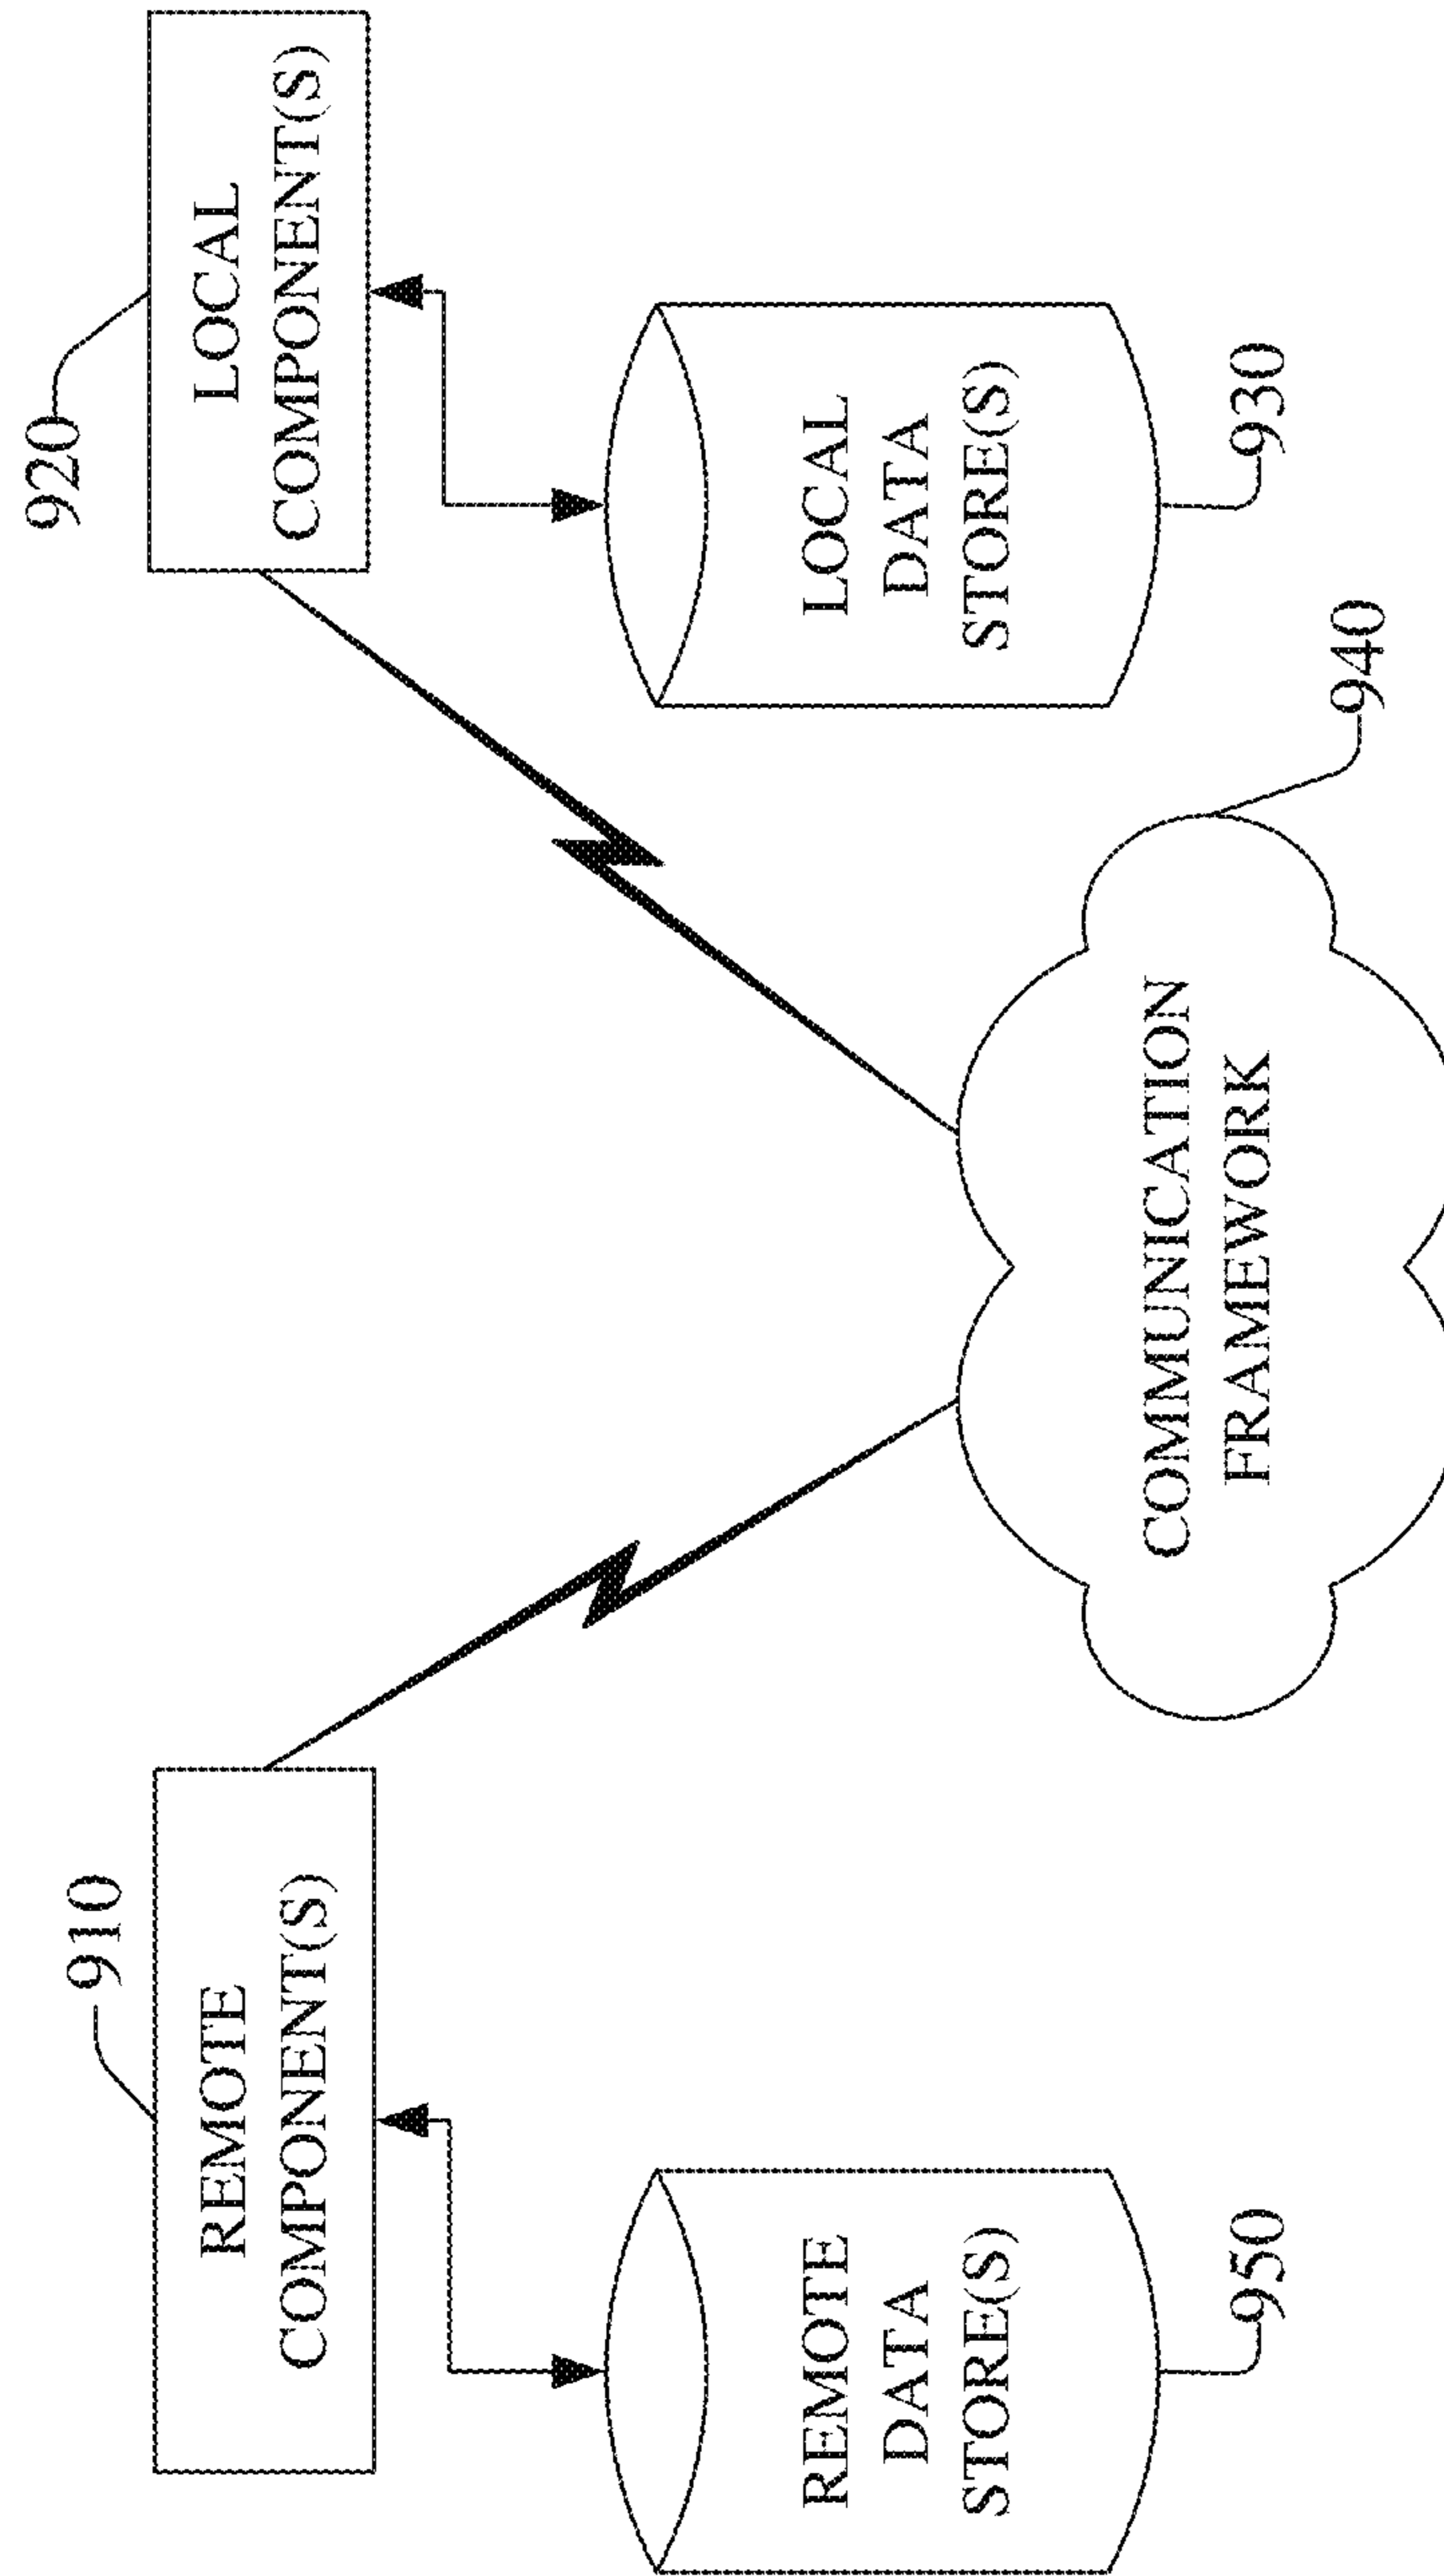 910
REMOTE
COMPONENT(S)
920
LOCAL
COMPONENT(S)
REMOTE
DATA
STORE(S)
950
COMMUNICATION
FRAMEWORK
940
LOCAL
DATA
STORE(S)
930